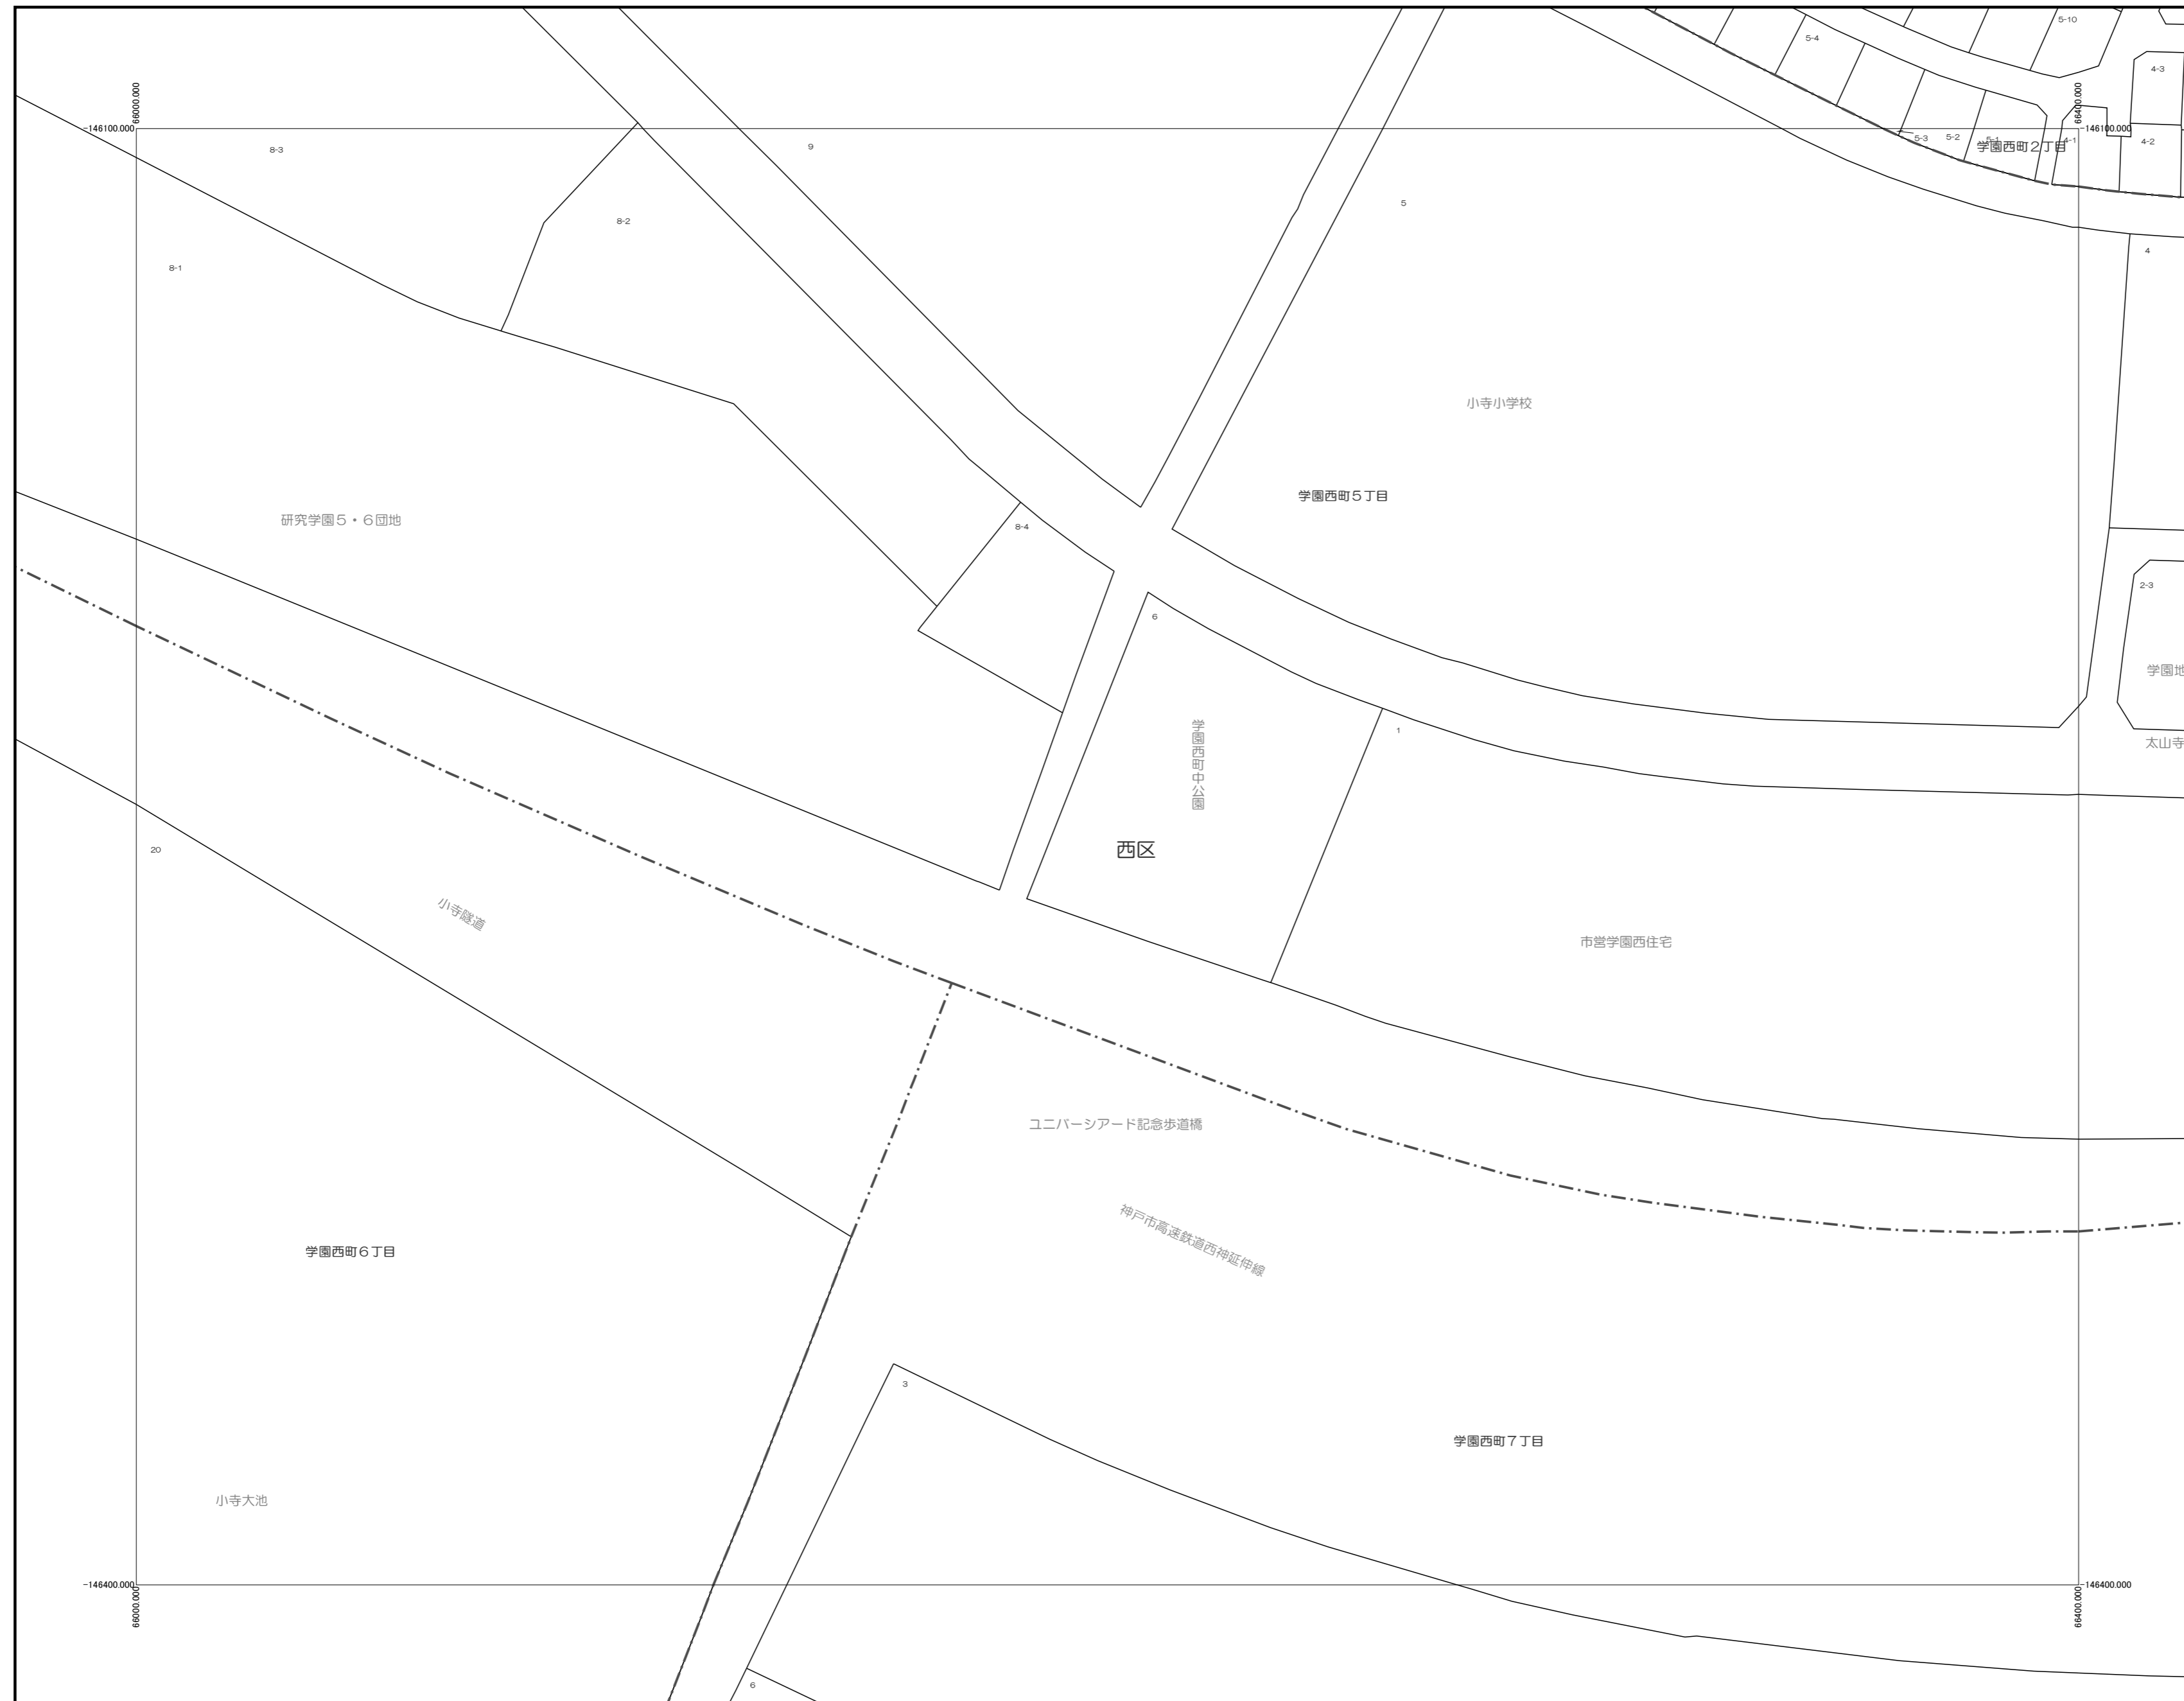 5-10
5-4
4-3
66000.000
66400.000
-146100.000
-146100.000
8-3
9
5-3
5-2
5-1
学園西町2丁目
4-1
4-2
8-2
5
8-1
4
小寺小学校
学園西町5丁目
研究学園5・6団地
8-4
2-3
6
学園地
学園西町中公園
1
太山寺
西区
20
小寺隧道
市営学園西住宅
ユニバーシアード記念歩道橋
神戸市高速鉄道西神延伸線
学園西町6丁目
3
学園西町7丁目
小寺大池
-146400.000
-146400.000
66000.000
66400.000
6